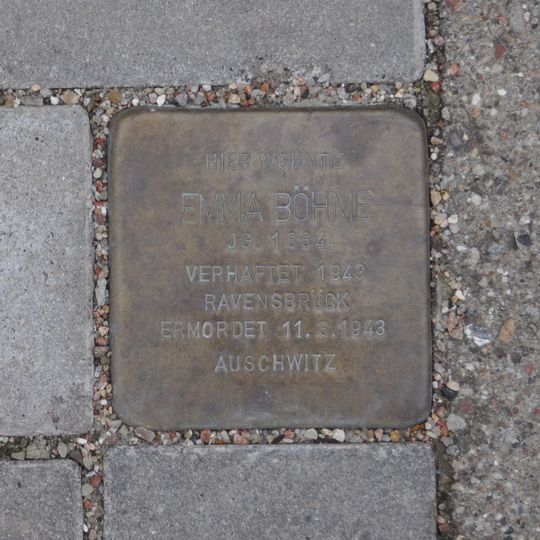 HIER WOHNTE
EMMA BÖHME
JG. 1884
VERHAFTET 1943
RAVENSBRÜCK
ERMORDET 11.3.1943
AUSCHWITZ